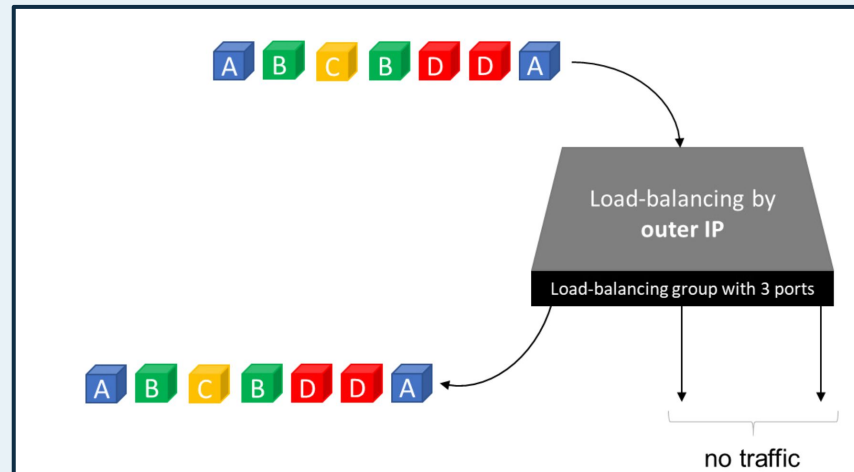 A B C B D D A
Load-balancing by
outer IP
Load-balancing group with 3 ports
A B C B D D A
no traffic